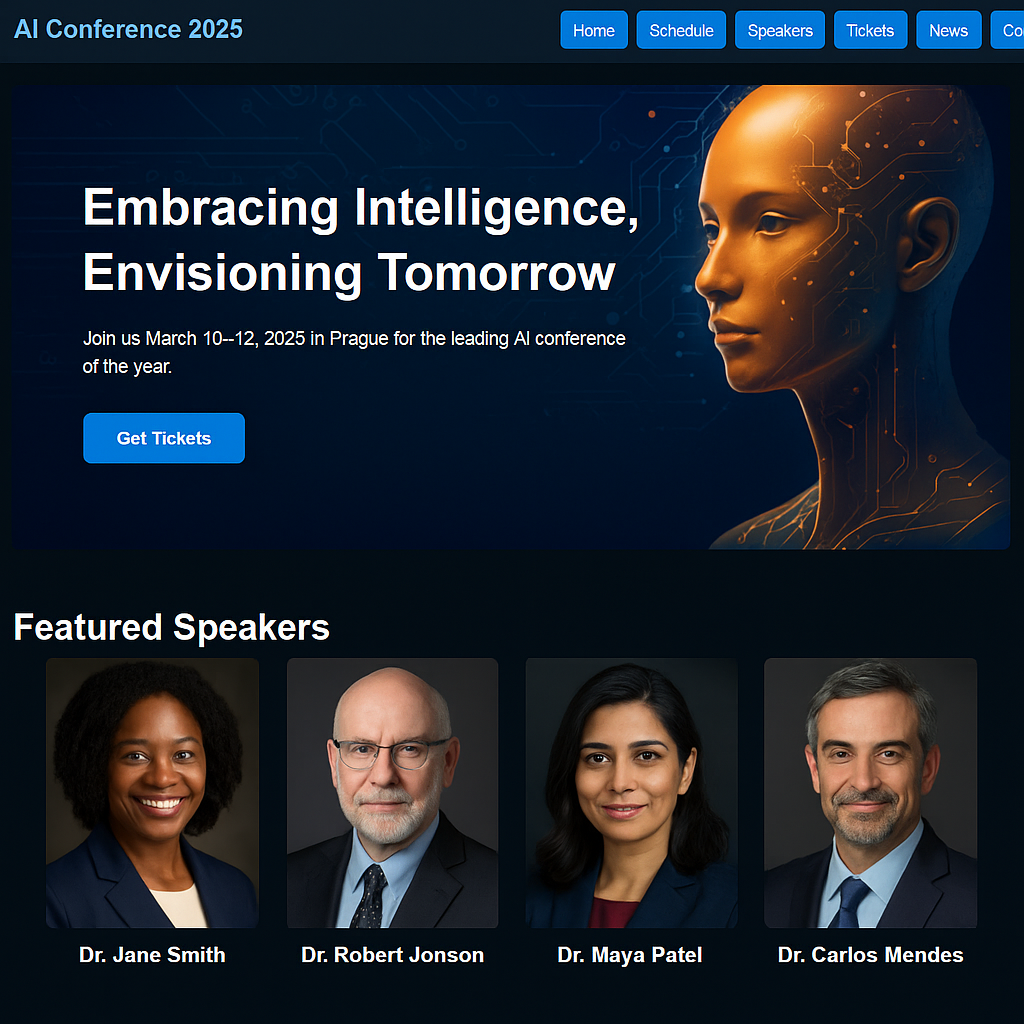 AI Conference 2025
Home
Schedule
Speakers
Tickets
News
Embracing Intelligence,
Envisioning Tomorrow
Join us March 10--12, 2025 in Prague for the leading AI conference
of the year.
Get Tickets
Featured Speakers
Dr. Jane Smith
Dr. Robert Jonson
Dr. Maya Patel
Dr. Carlos Mendes